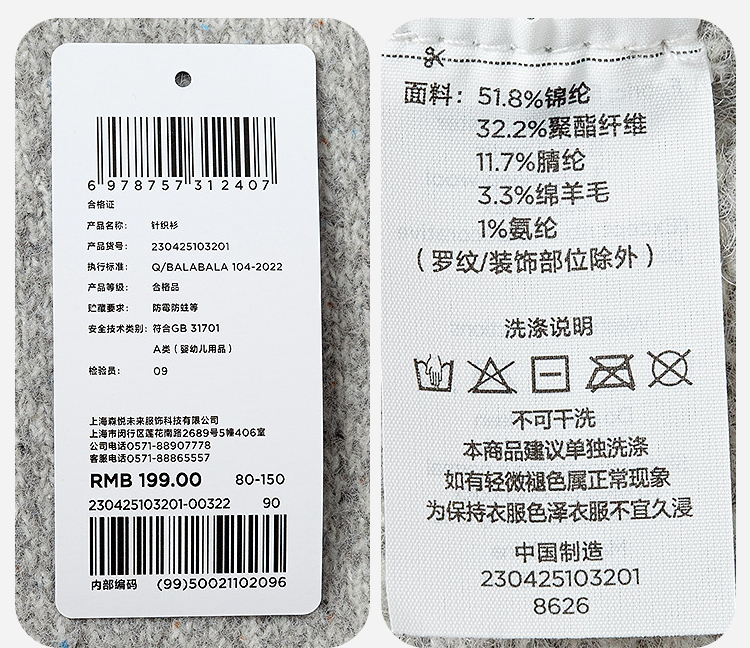 6 978757 312407
合格证
产品名称: 针织衫
产品货号: 230425103201
执行标准: Q/BALABALA 104-2022
产品等级: 合格品
贮藏要求: 防霉防蛀等
安全技术类别: 符合GB 31701
A类（婴幼儿用品）
检验员: 09
上海森悦未来服饰科技有限公司
上海市闵行区莲花南路2689号5幢406室
公司电话0571-88907778
客服电话0571-88865557
RMB 199.00 80-150
230425103201-00322 90
内部编码 (99)50021102096
面料: 51.8%锦纶
32.2%聚酯纤维
11.7%腈纶
3.3%绵羊毛
1%氨纶
（罗纹/装饰部位除外）
洗涤说明
不可干洗
本商品建议单独洗涤
如有轻微褪色属正常现象
为保持衣服色泽衣服不宜久浸
中国制造
230425103201
8626